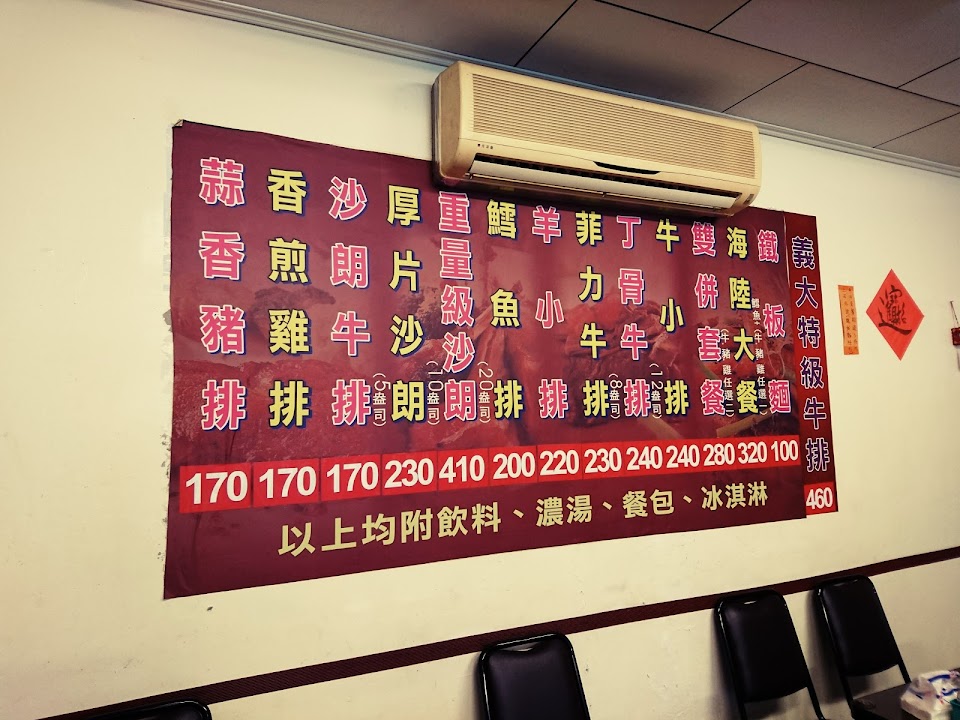 蒜香豬排
170
香煎雞排
170
沙朗牛排(5盎司)
170
厚片沙朗(10盎司)
230
重量級沙朗(20盎司)
410
鱈魚排
200
羊小排(5盎司)
220
菲力牛排(8盎司)
230
丁骨牛排(12盎司)
240
牛小排
240
雙併套餐(牛豬雞任選一)
280
海陸大餐(牛豬雞任選一)
320
鐵板麵
100
義大特級牛排
460
以上均附飲料、濃湯、餐包、冰淇淋